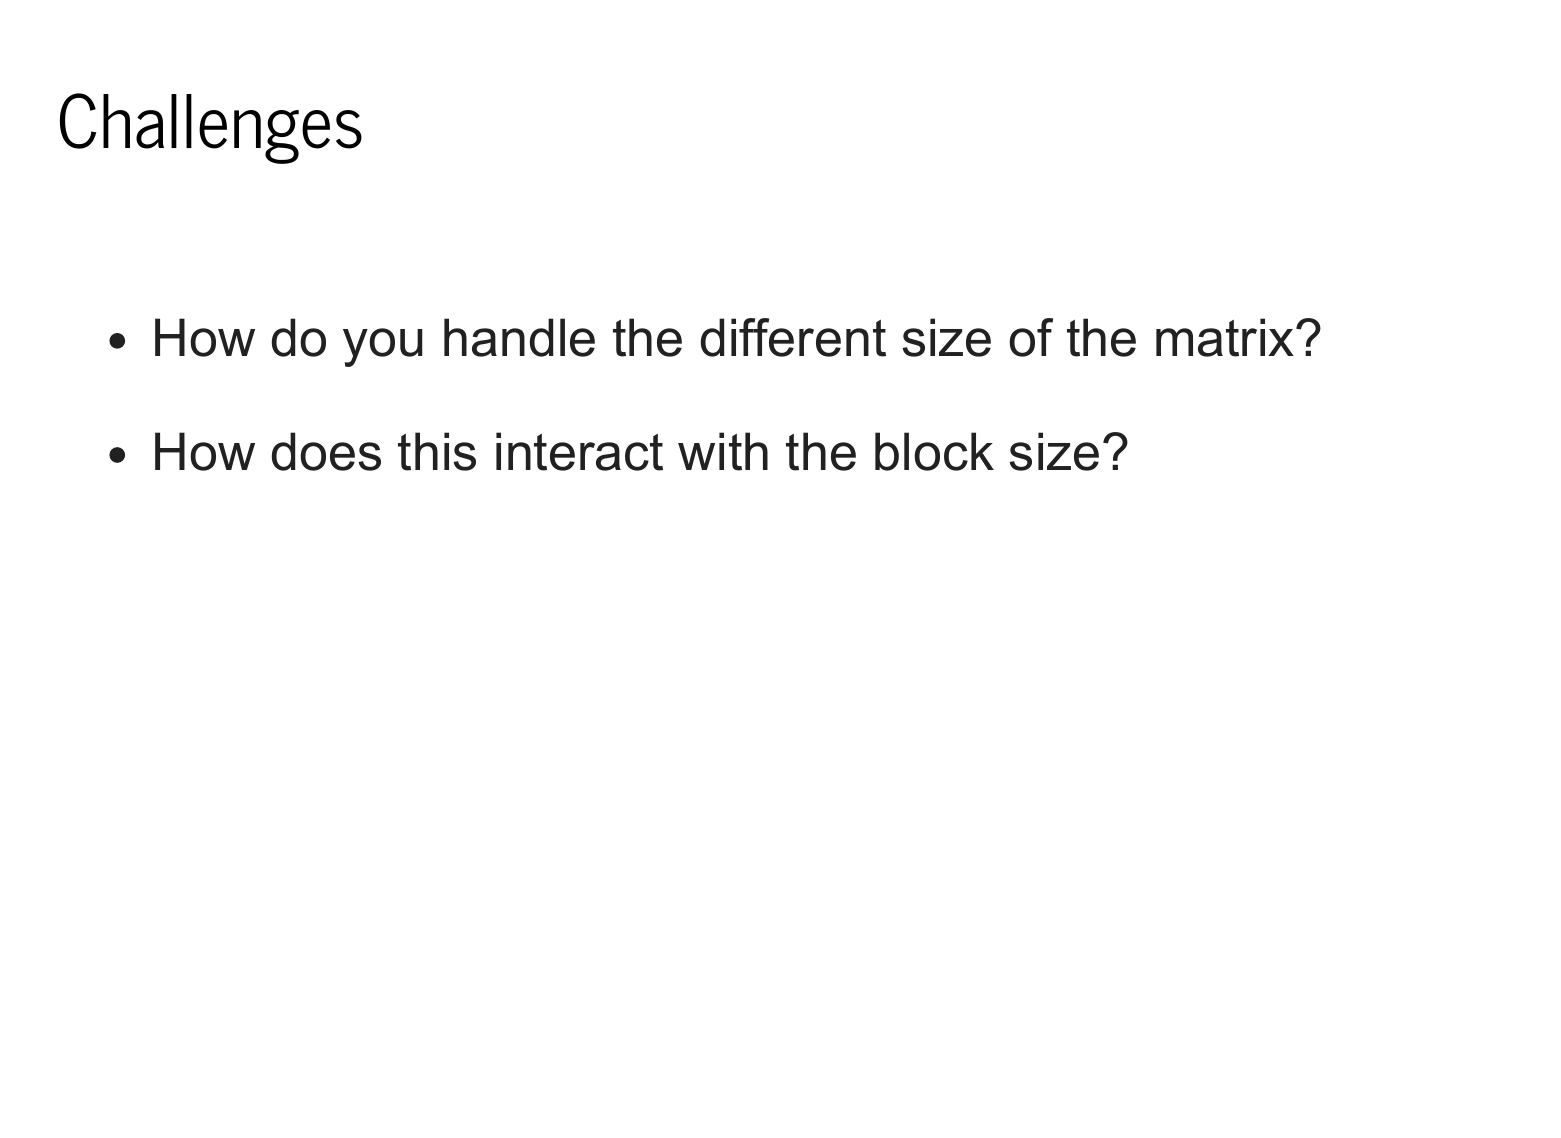 Challenges
• How do you handle the different size of the matrix?
• How does this interact with the block size?